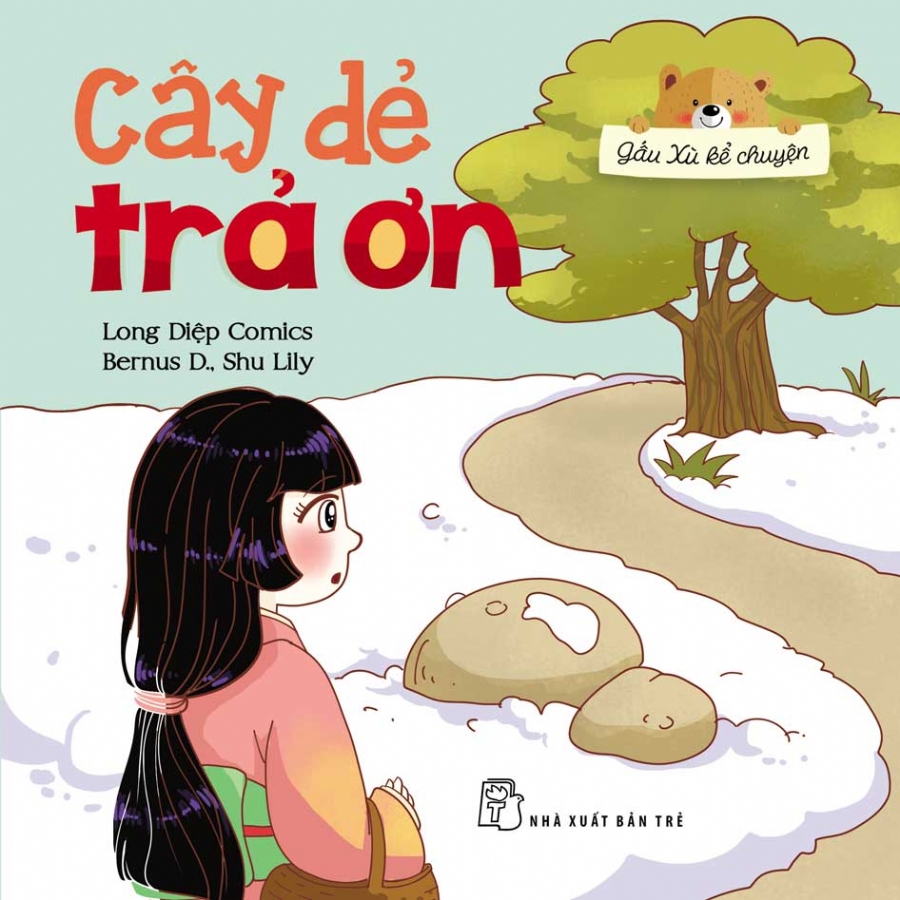 Cây dẻ
trả ơn
Gấu Xù kể chuyện
Long Diệp Comics
Bernus D., Shu Lily
T
NHÀ XUẤT BẢN TRẺ